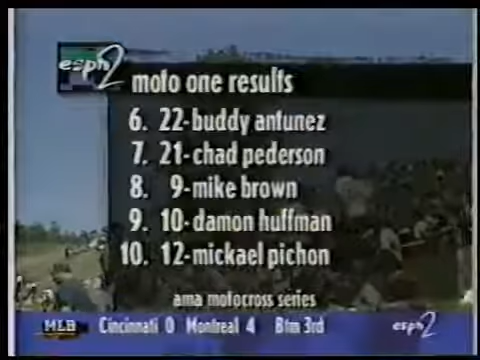 espn2
moto one results
6. 22-buddy antunez
7. 21-chad pederson
8. 9-mike brown
9. 10-damon huffman
10. 12-mickael pichon
ama motocross series
MLB Cincinnati 0 Montreal 4 Btm 3rd espn2